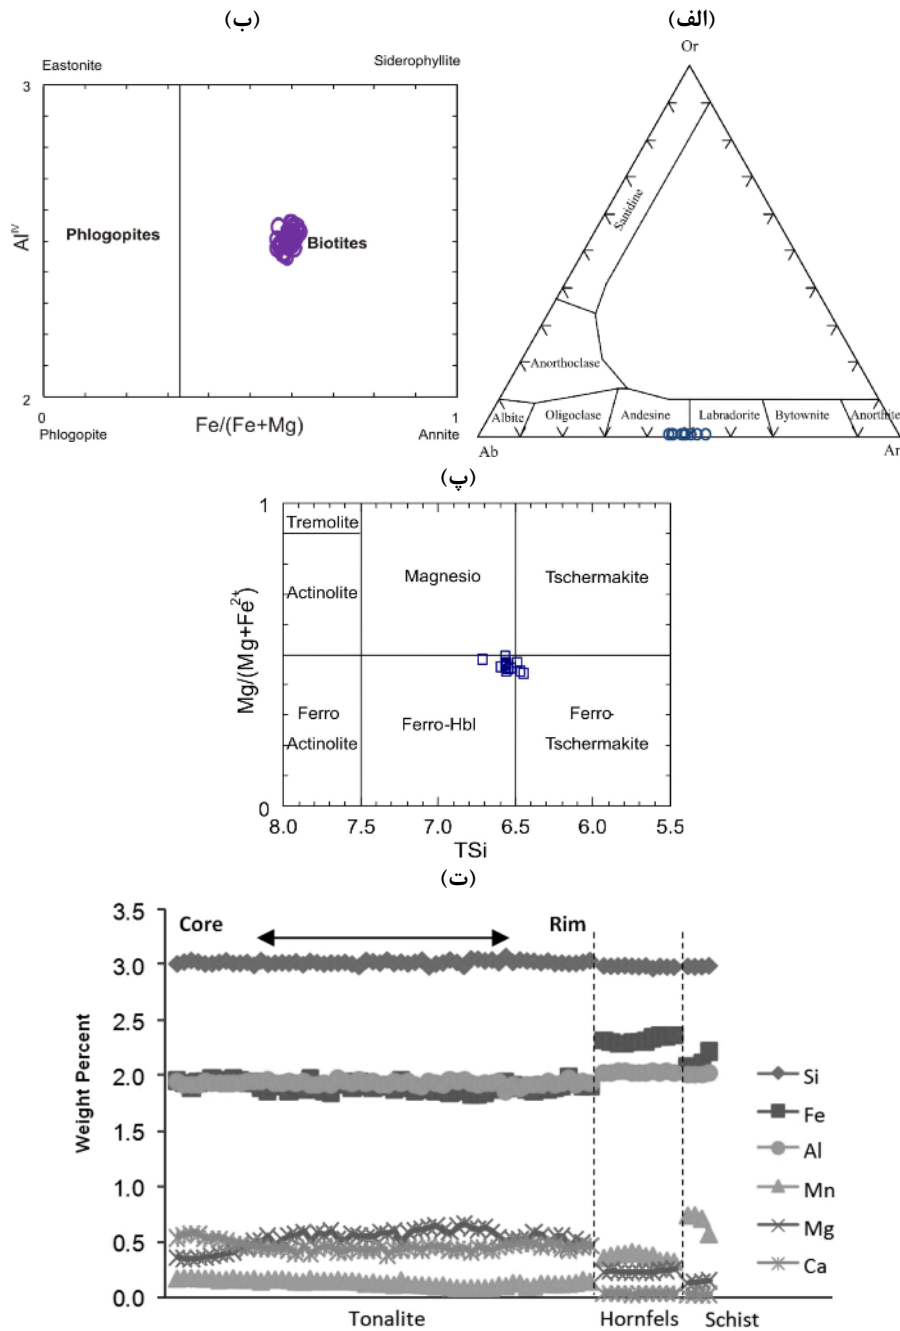 (ب)
(الف)
Eastonite
Siderophyllite
3
Al^IV
Phlogopites
Biotites
2
0
Fe/(Fe+Mg)
1
Phlogopite
Annite
Or
Sanidine
Anorthoclase
Albite
Oligoclase
Andesine
Labradorite
Bytownite
Anorthite
Ab
An
(پ)
1
Tremolite
Actinolite
Magnesio
Tschermakite
Mg/(Mg+Fe²⁺)
Ferro
Actinolite
Ferro-Hbl
Ferro-
Tschermakite
0
8.0 7.5 7.0 6.5 6.0 5.5
TSi
(ت)
3.5
3.0
2.5
2.0
1.5
1.0
0.5
0.0
Weight Percent
Core
Rim
Si
Fe
Al
Mn
Mg
Ca
Tonalite
Hornfels
Schist